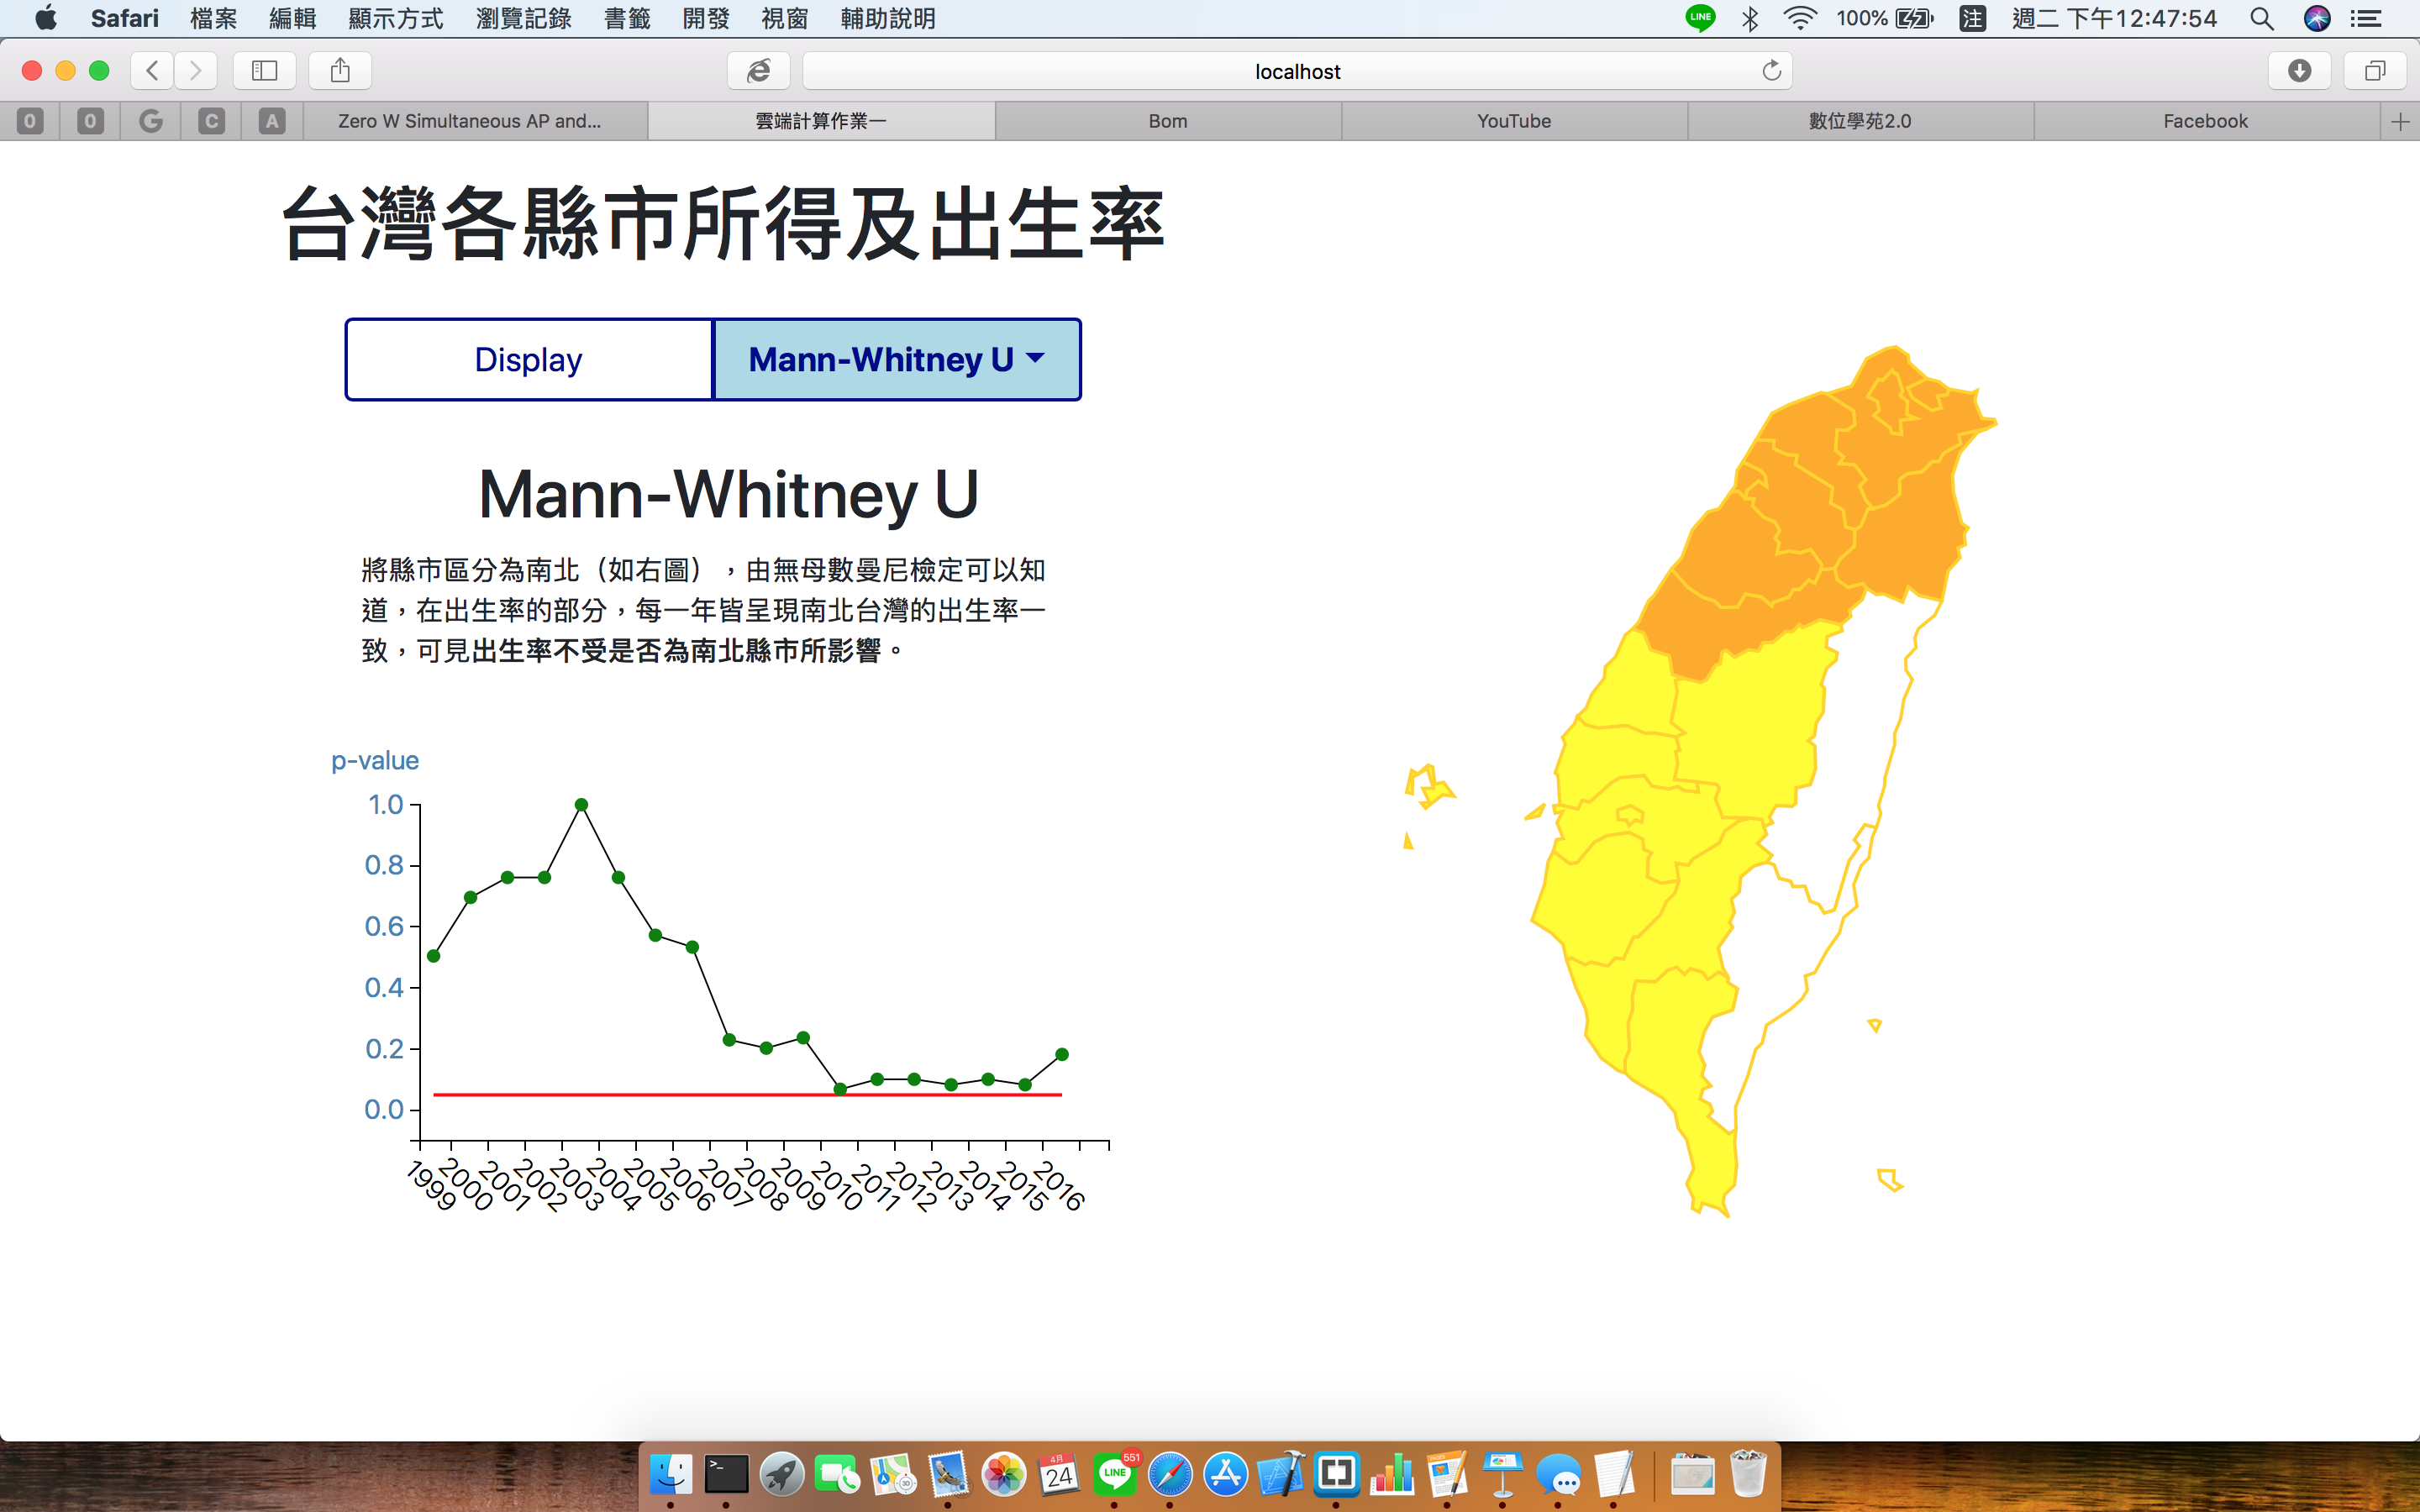 Safari 檔案 編輯 顯示方式 瀏覽記錄 書籤 開發 視窗 輔助說明 LINE 100% 注 週二 下午12:47:54
localhost
0 0 G C A Zero W Simultaneous AP and... 雲端計算作業一 Bom YouTube 數位學苑2.0 Facebook
台灣各縣市所得及出生率
Display Mann-Whitney U
Mann-Whitney U
將縣市區分為南北（如右圖），由無母數曼尼檢定可以知
道，在出生率的部分，每一年皆呈現南北台灣的出生率一
致，可見出生率不受是否為南北縣市所影響。
p-value
1.0
0.8
0.6
0.4
0.2
0.0
1999 2000 2001 2002 2003 2004 2005 2006 2007 2008 2009 2010 2011 2012 2013 2014 2015 2016
4月
24
LINE
551